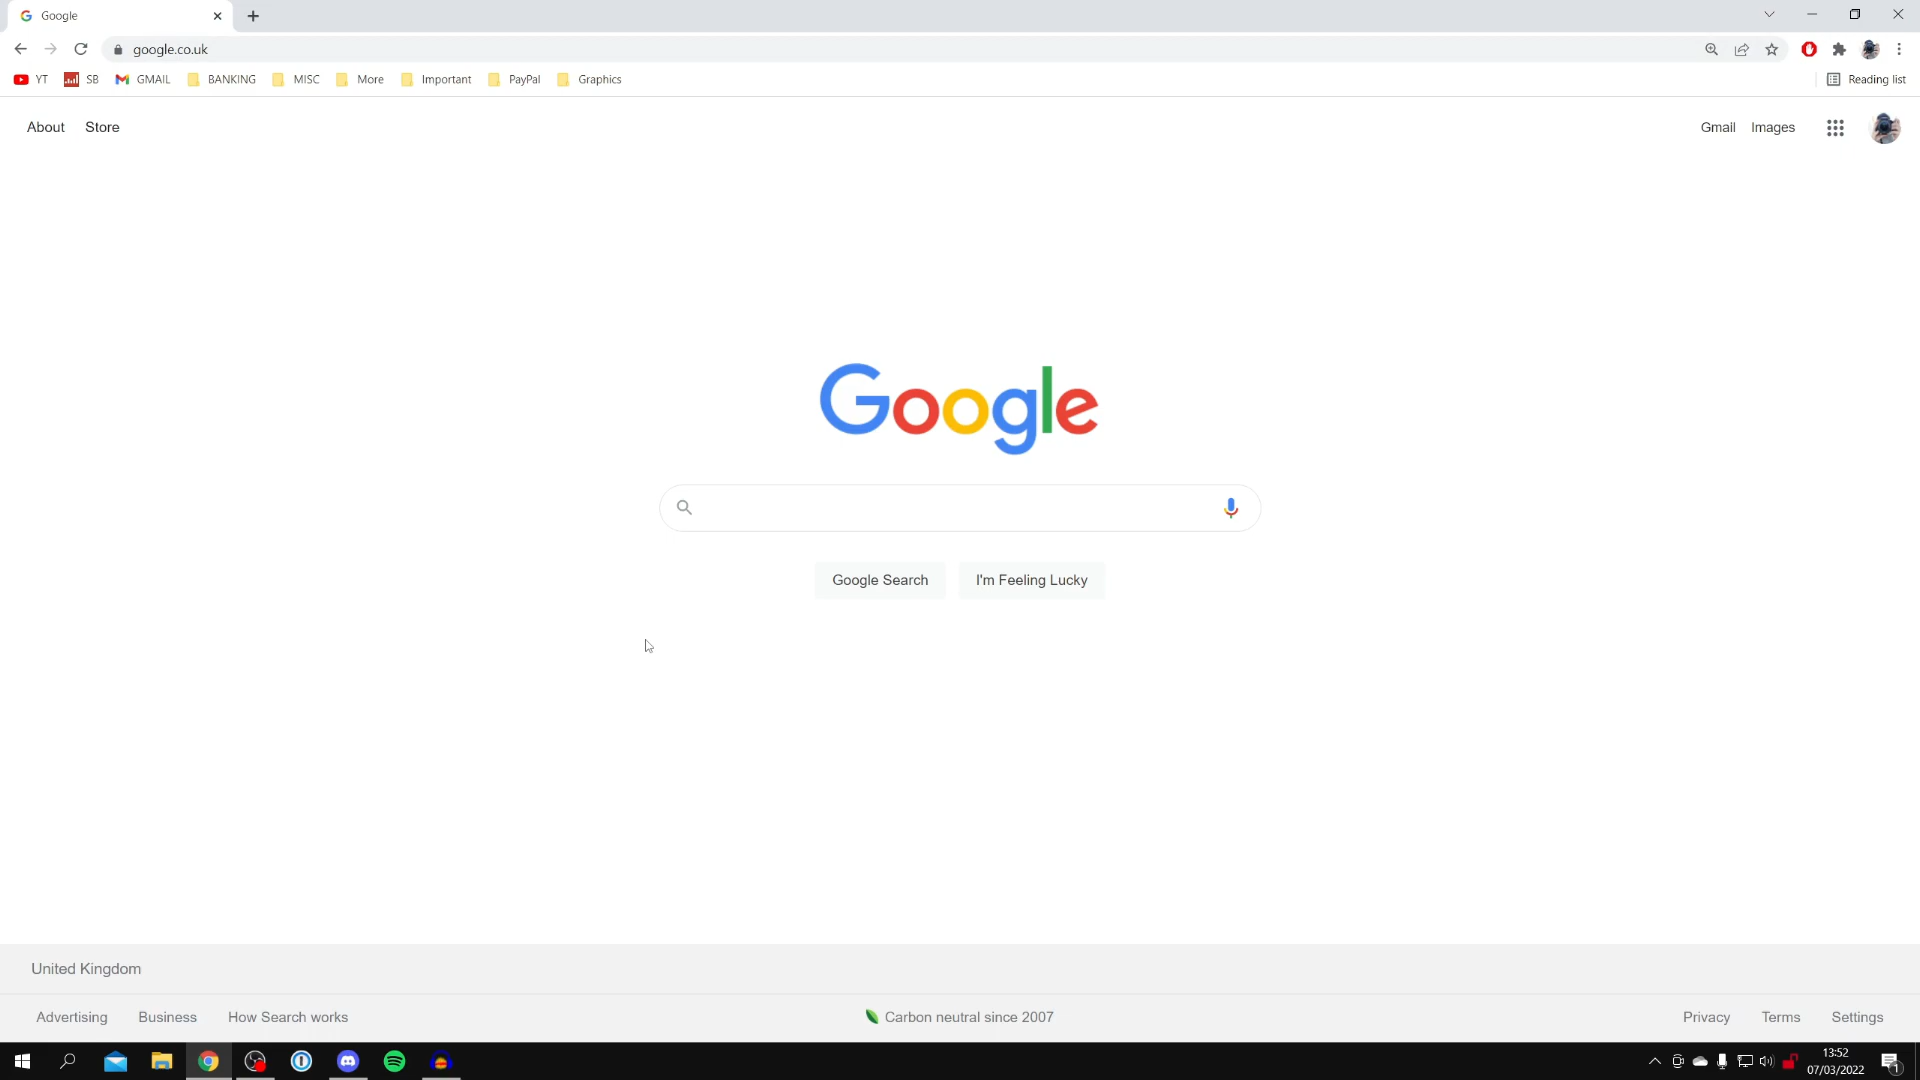 Google
google.co.uk
YT SB GMAIL BANKING MISC More Important PayPal Graphics Reading list
About Store Gmail Images
Google
Google Search I'm Feeling Lucky
United Kingdom
Advertising Business How Search works Carbon neutral since 2007 Privacy Terms Settings
13:52
07/03/2022
1